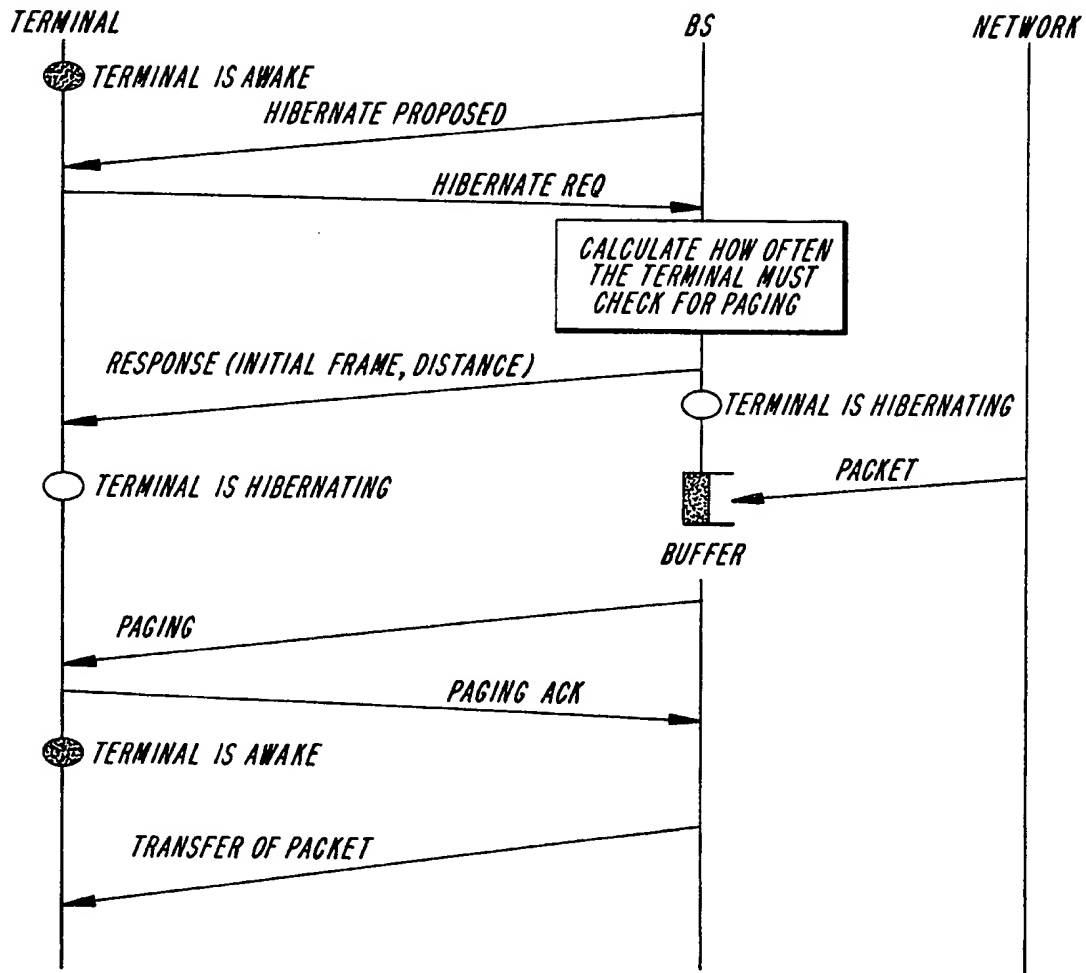 TERMINAL
BS
NETWORK
TERMINAL IS AWAKE
HIBERNATE PROPOSED
HIBERNATE REQ
CALCULATE HOW OFTEN
THE TERMINAL MUST
CHECK FOR PAGING
RESPONSE (INITIAL FRAME, DISTANCE)
TERMINAL IS HIBERNATING
PACKET
TERMINAL IS HIBERNATING
BUFFER
PAGING
PAGING ACK
TERMINAL IS AWAKE
TRANSFER OF PACKET